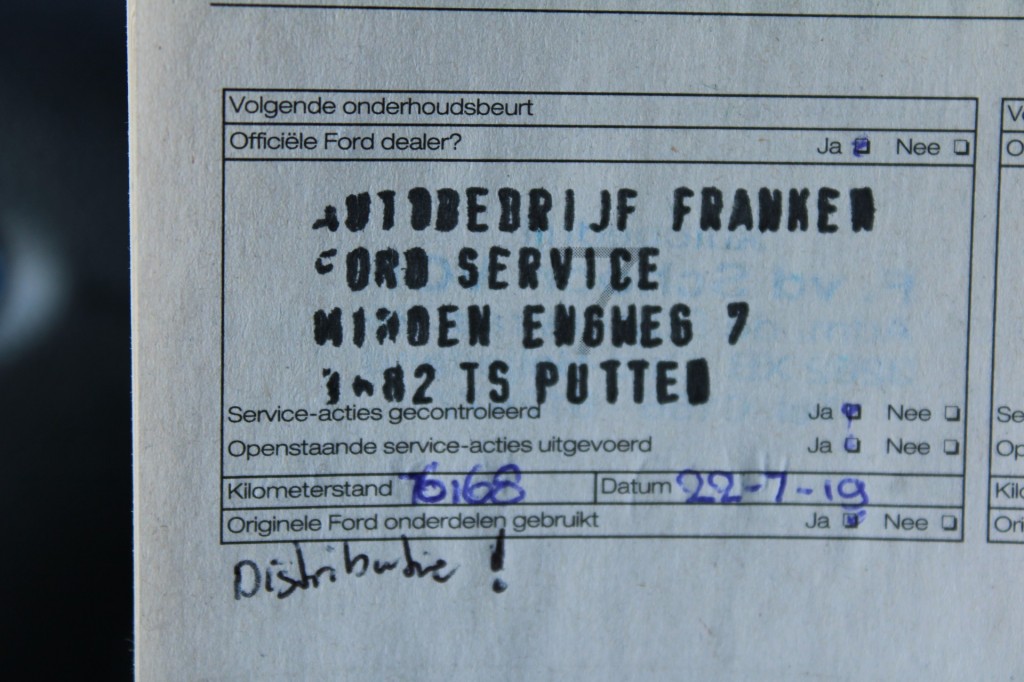 Volgende onderhoudsbeurt
Officiële Ford dealer? Ja Nee
AUTOBEDRIJF FRANKEN
FORD SERVICE
MIDDEN ENGWEG 7
3882 TS PUTTEN
Service-acties gecontroleerd Ja Nee
Openstaande service-acties uitgevoerd Ja Nee
Kilometerstand 76168 Datum 22-7-19
Originele Ford onderdelen gebruikt Ja Nee
Distributie !